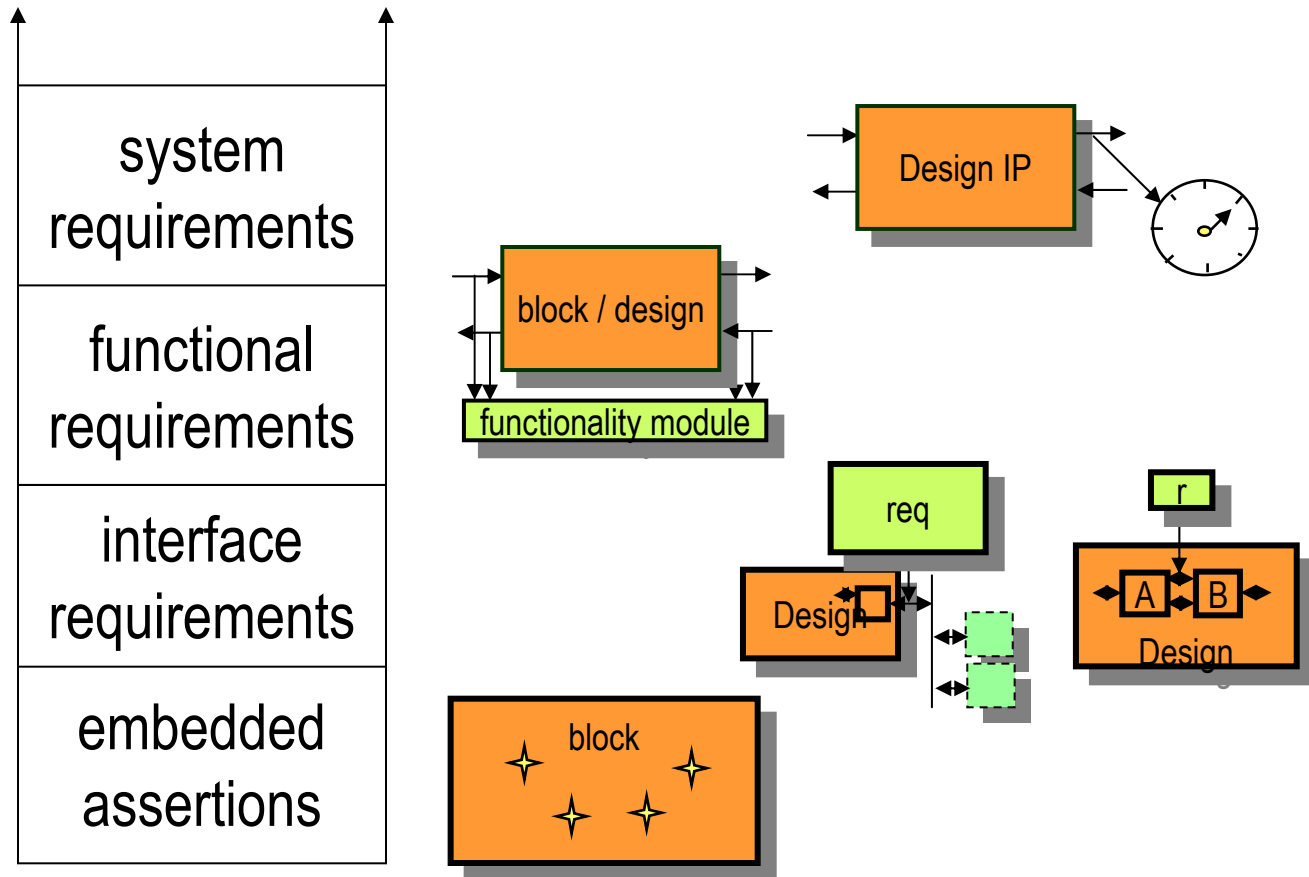 system
requirements
functional
requirements
interface
requirements
embedded
assertions
Design IP
block / design
functionality module
req
Design
r
A
B
Design
block